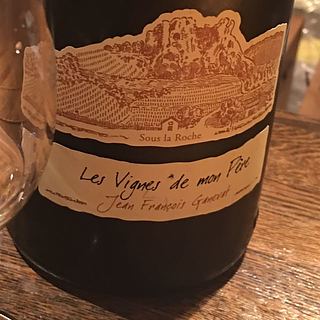 Sous la Roche
Les Vignes de mon Père
Jean François Ganevat